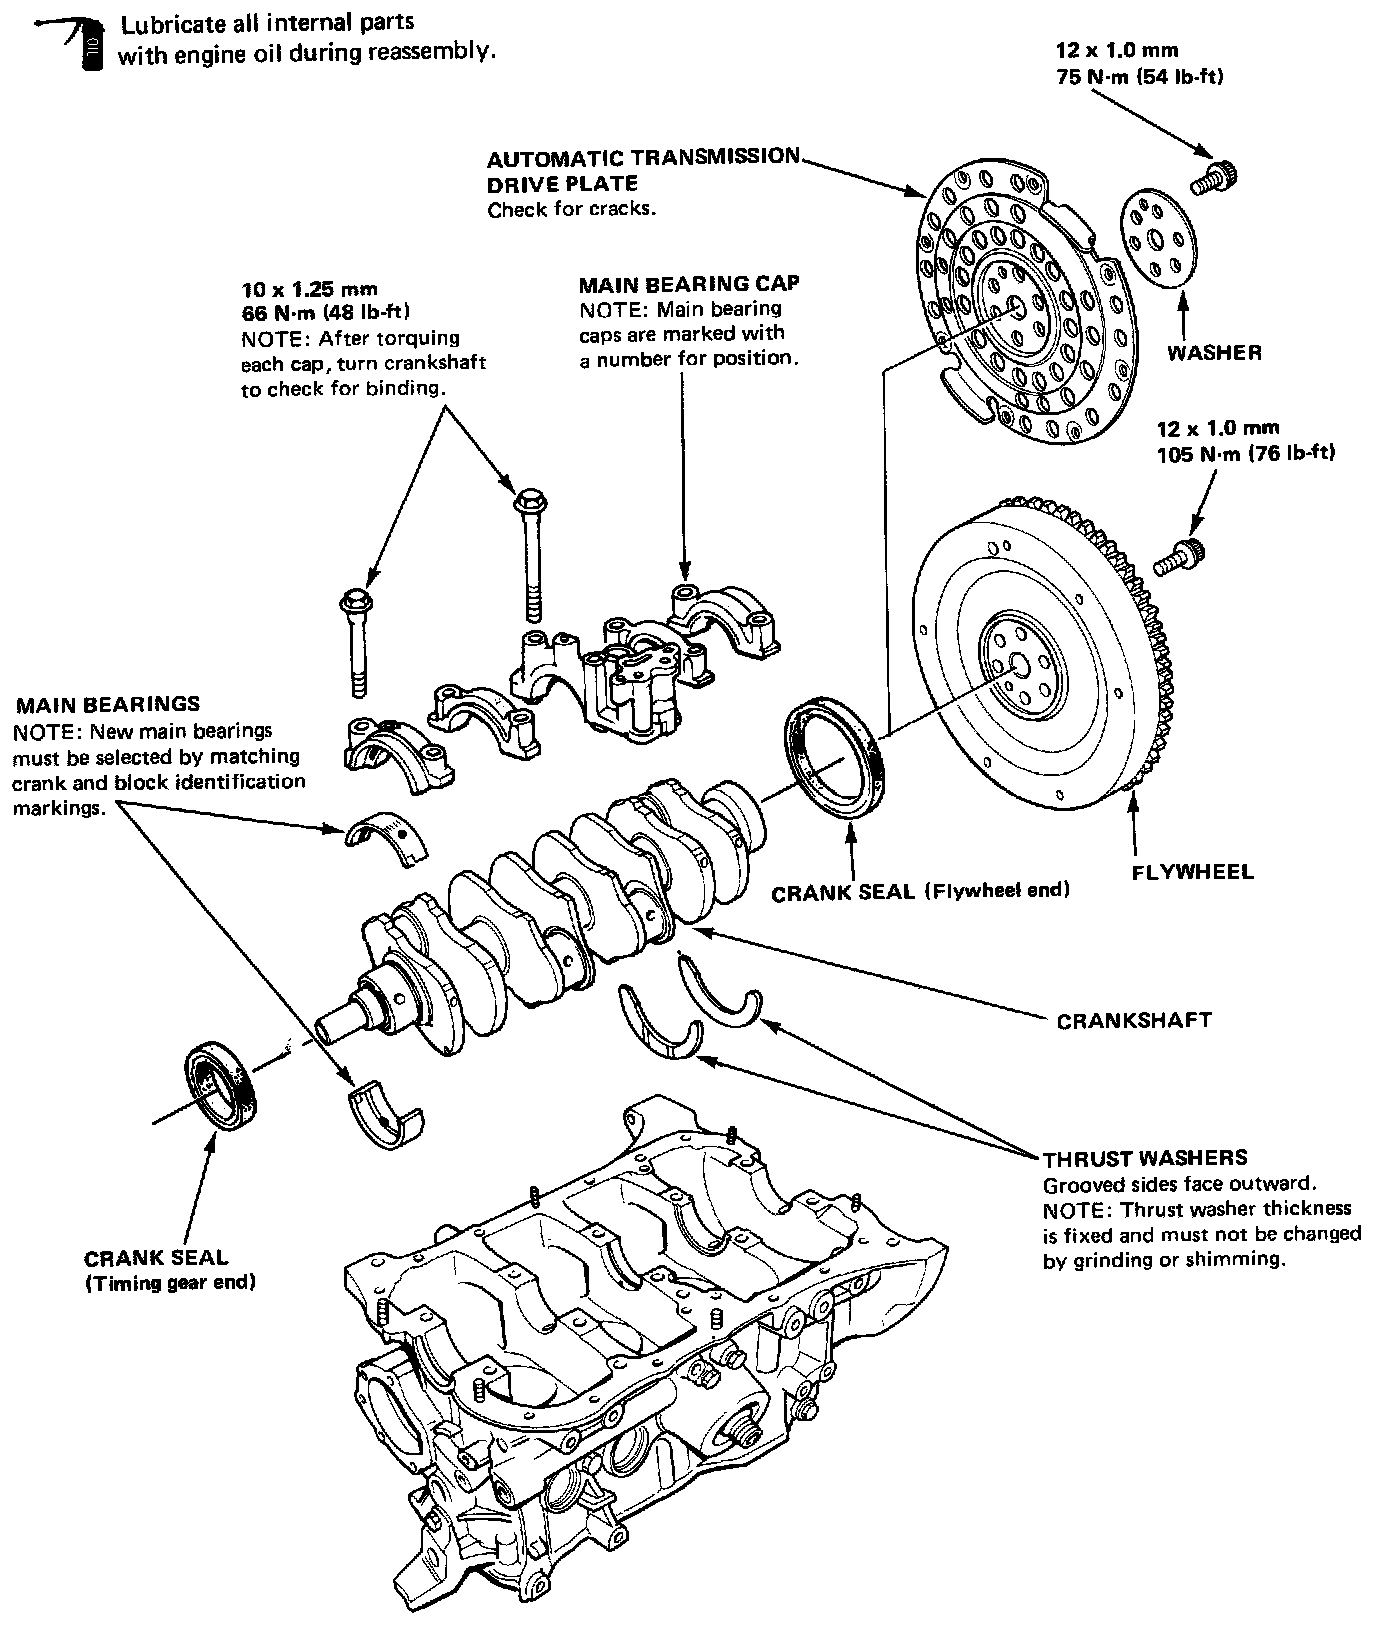 Lubricate all internal parts
with engine oil during reassembly.
OIL
12 x 1.0 mm
75 N·m (54 lb-ft)
AUTOMATIC TRANSMISSION
DRIVE PLATE
Check for cracks.
10 x 1.25 mm
66 N·m (48 lb-ft)
NOTE: After torquing
each cap, turn crankshaft
to check for binding.
MAIN BEARING CAP
NOTE: Main bearing
caps are marked with
a number for position.
WASHER
12 x 1.0 mm
105 N·m (76 lb-ft)
MAIN BEARINGS
NOTE: New main bearings
must be selected by matching
crank and block identification
markings.
FLYWHEEL
CRANK SEAL (Flywheel end)
CRANKSHAFT
THRUST WASHERS
Grooved sides face outward.
NOTE: Thrust washer thickness
is fixed and must not be changed
by grinding or shimming.
CRANK SEAL
(Timing gear end)